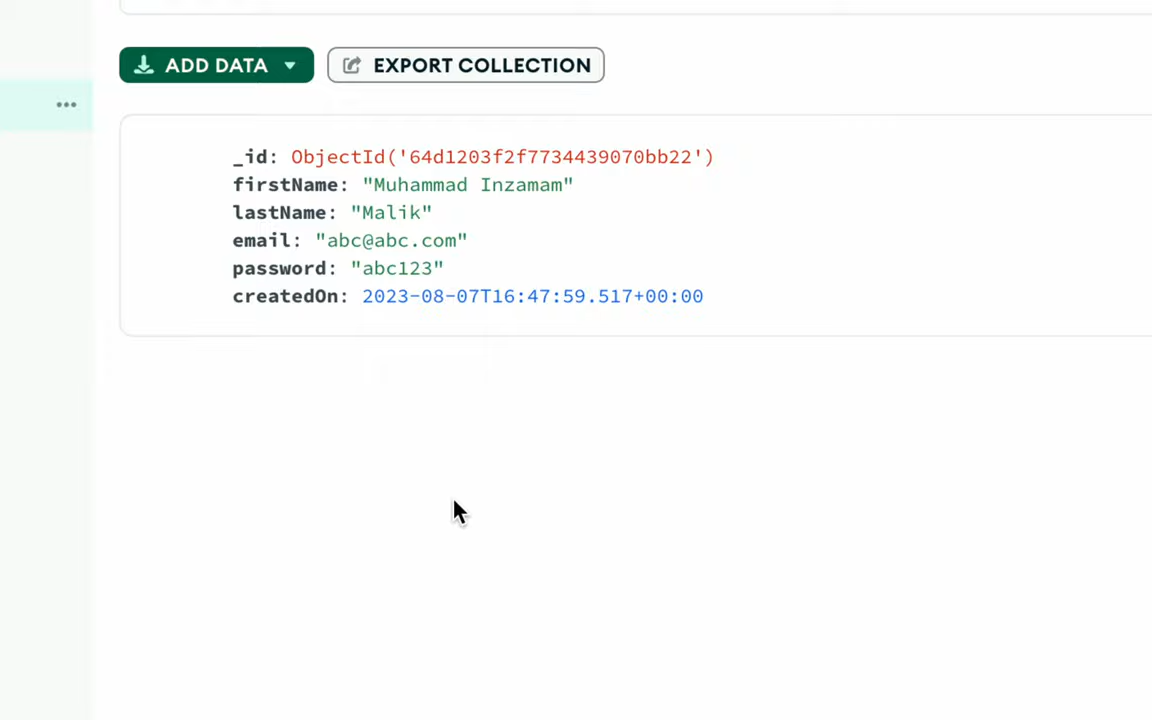 ADD DATA
EXPORT COLLECTION
_id: ObjectId('64d1203f2f7734439070bb22')
firstName: "Muhammad Inzamam"
lastName: "Malik"
email: "abc@abc.com"
password: "abc123"
createdOn: 2023-08-07T16:47:59.517+00:00